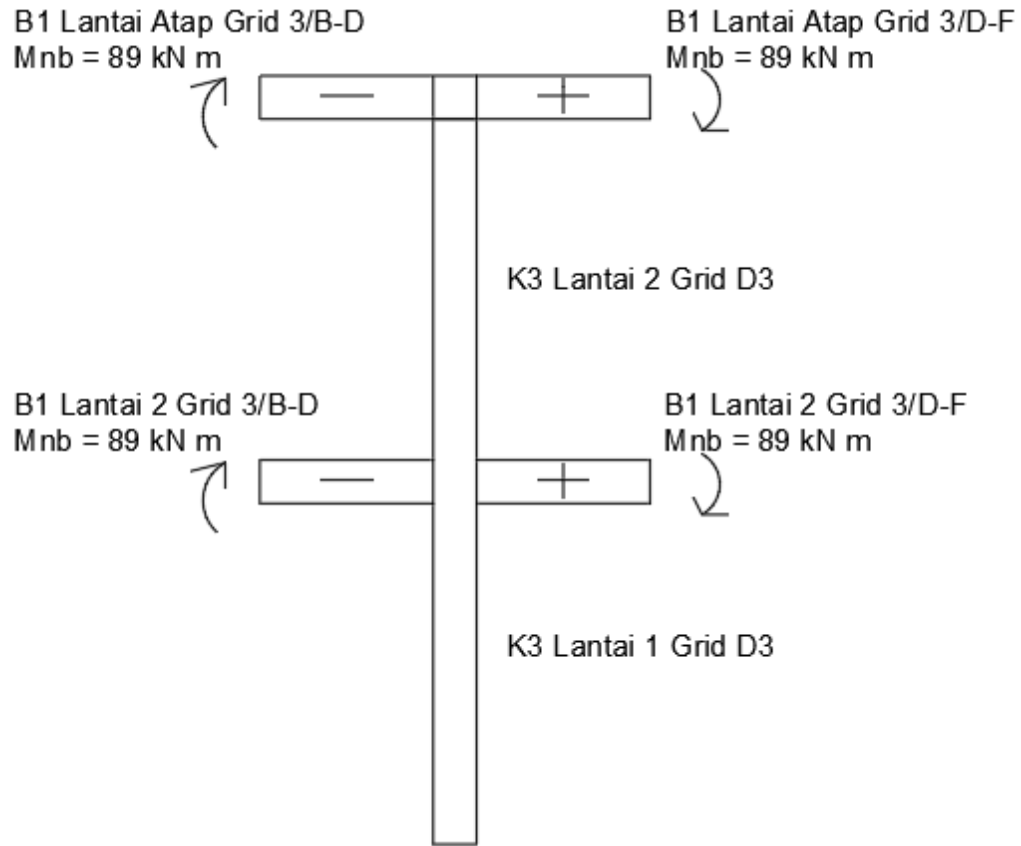 B1 Lantai Atap Grid 3/B-D
Mnb = 89 kN m
B1 Lantai Atap Grid 3/D-F
Mnb = 89 kN m
K3 Lantai 2 Grid D3
B1 Lantai 2 Grid 3/B-D
Mnb = 89 kN m
B1 Lantai 2 Grid 3/D-F
Mnb = 89 kN m
K3 Lantai 1 Grid D3